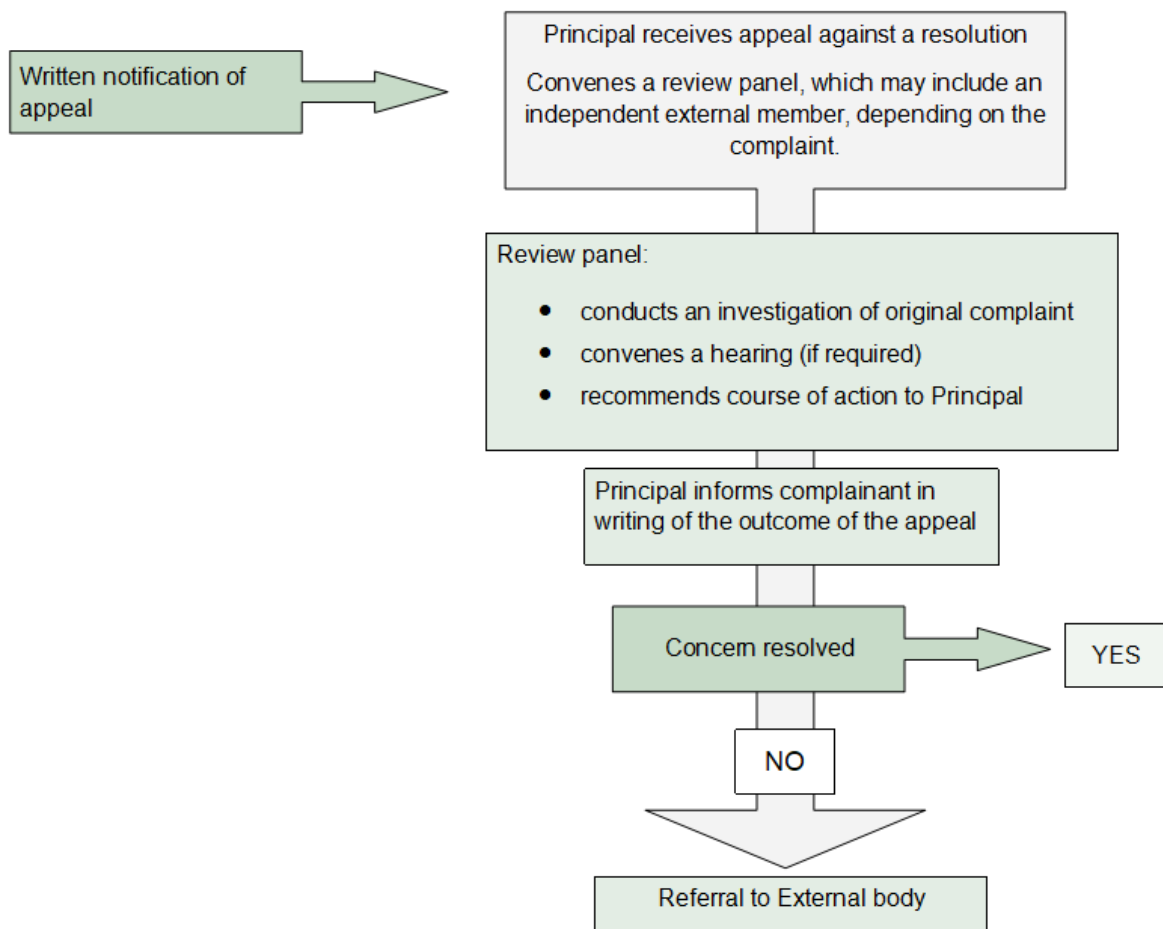 Written notification of
appeal
Principal receives appeal against a resolution
Convenes a review panel, which may include an
independent external member, depending on the
complaint.
Review panel:
● conducts an investigation of original complaint
● convenes a hearing (if required)
● recommends course of action to Principal
Principal informs complainant in
writing of the outcome of the appeal
Concern resolved
YES
NO
Referral to External body